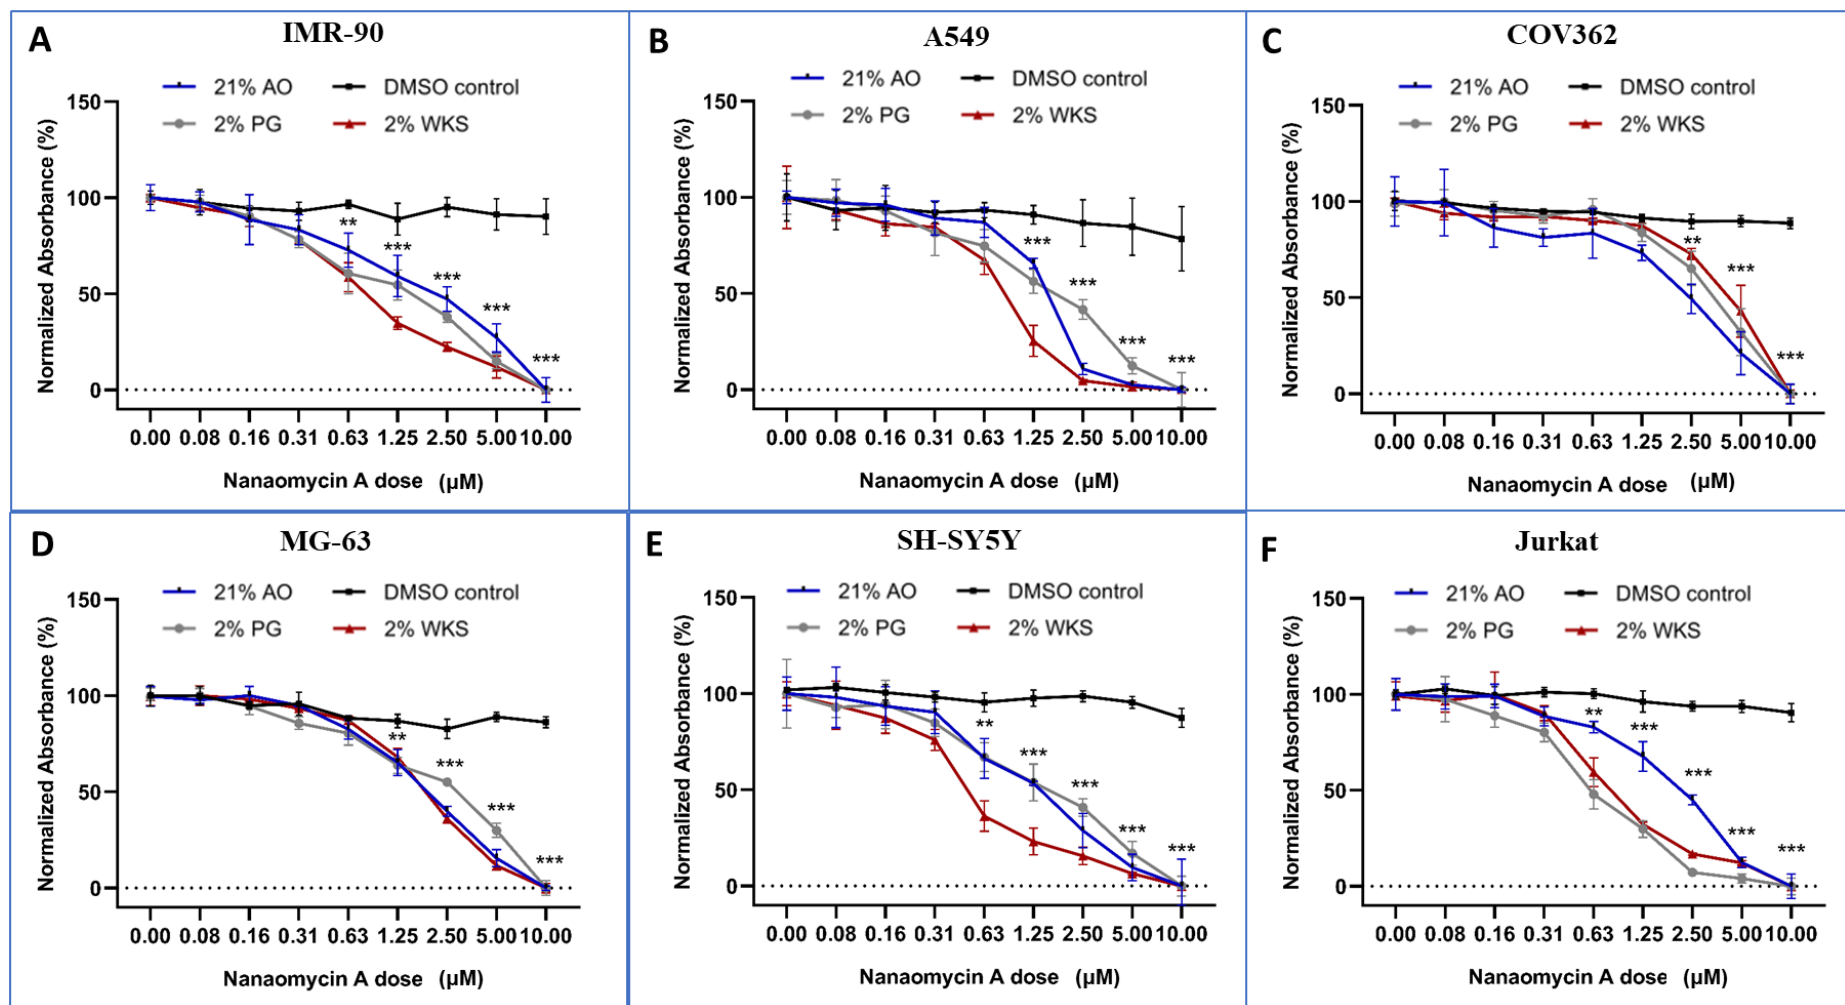 A
IMR-90
21% AO
DMSO control
2% PG
2% WKS
Normalized Absorbance (%)
150
100
50
0
**
***
***
***
***
0.00 0.08 0.16 0.31 0.63 1.25 2.50 5.00 10.00
Nanaomycin A dose (µM)
B
A549
21% AO
DMSO control
2% PG
2% WKS
Normalized Absorbance (%)
150
100
50
0
***
***
***
***
0.00 0.08 0.16 0.31 0.63 1.25 2.50 5.00 10.00
Nanaomycin A dose (µM)
C
COV362
21% AO
DMSO control
2% PG
2% WKS
Normalized Absorbance (%)
150
100
50
0
**
***
***
0.00 0.08 0.16 0.31 0.63 1.25 2.50 5.00 10.00
Nanaomycin A dose (µM)
D
MG-63
21% AO
DMSO control
2% PG
2% WKS
Normalized Absorbance (%)
150
100
50
0
**
***
***
***
0.00 0.08 0.16 0.31 0.63 1.25 2.50 5.00 10.00
Nanaomycin A dose (µM)
E
SH-SY5Y
21% AO
DMSO control
2% PG
2% WKS
Normalized Absorbance (%)
150
100
50
0
**
***
***
***
***
0.00 0.08 0.16 0.31 0.63 1.25 2.50 5.00 10.00
Nanaomycin A dose (µM)
F
Jurkat
21% AO
DMSO control
2% PG
2% WKS
Normalized Absorbance (%)
150
100
50
0
**
***
***
***
***
0.00 0.08 0.16 0.31 0.63 1.25 2.50 5.00 10.00
Nanaomycin A dose (µM)